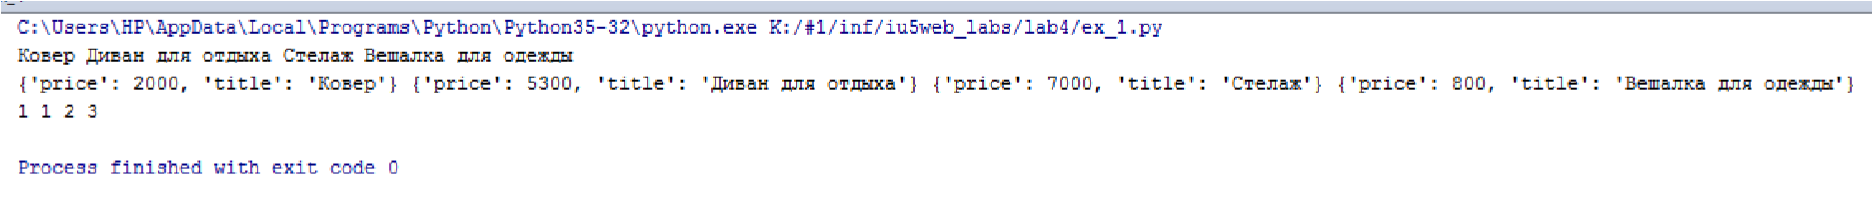 C:\Users\HP\AppData\Local\Programs\Python\Python35-32\python.exe K:/#1/inf/iu5web_labs/lab4/ex_1.py
Ковер Диван для отдыха Стелаж Вешалка для одежды
{'price': 2000, 'title': 'Ковер'} {'price': 5300, 'title': 'Диван для отдыха'} {'price': 7000, 'title': 'Стелаж'} {'price': 800, 'title': 'Вешалка для одежды'}
1 1 2 3
Process finished with exit code 0